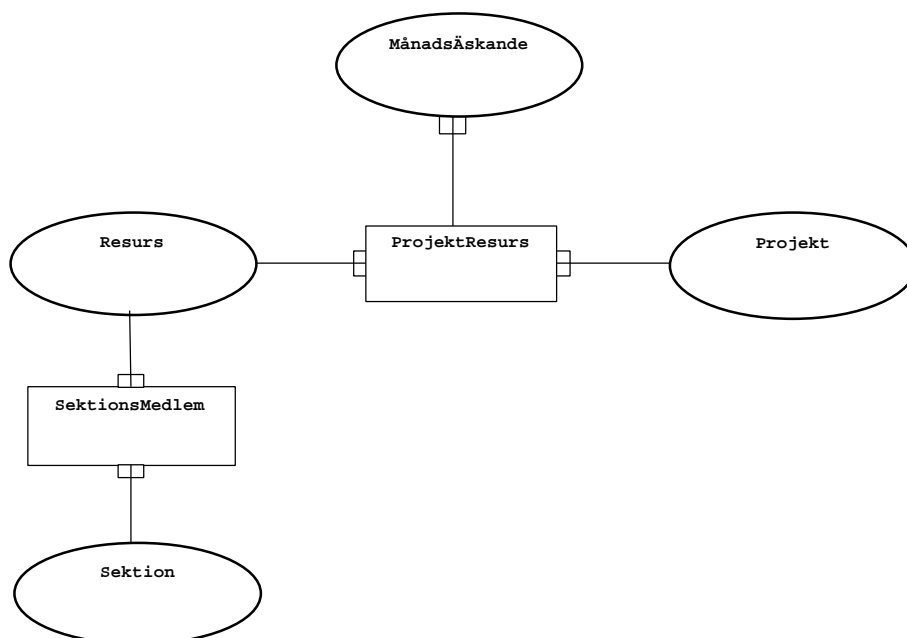 MånadsÄskande
Resurs
ProjektResurs
Projekt
SektionsMedlem
Sektion